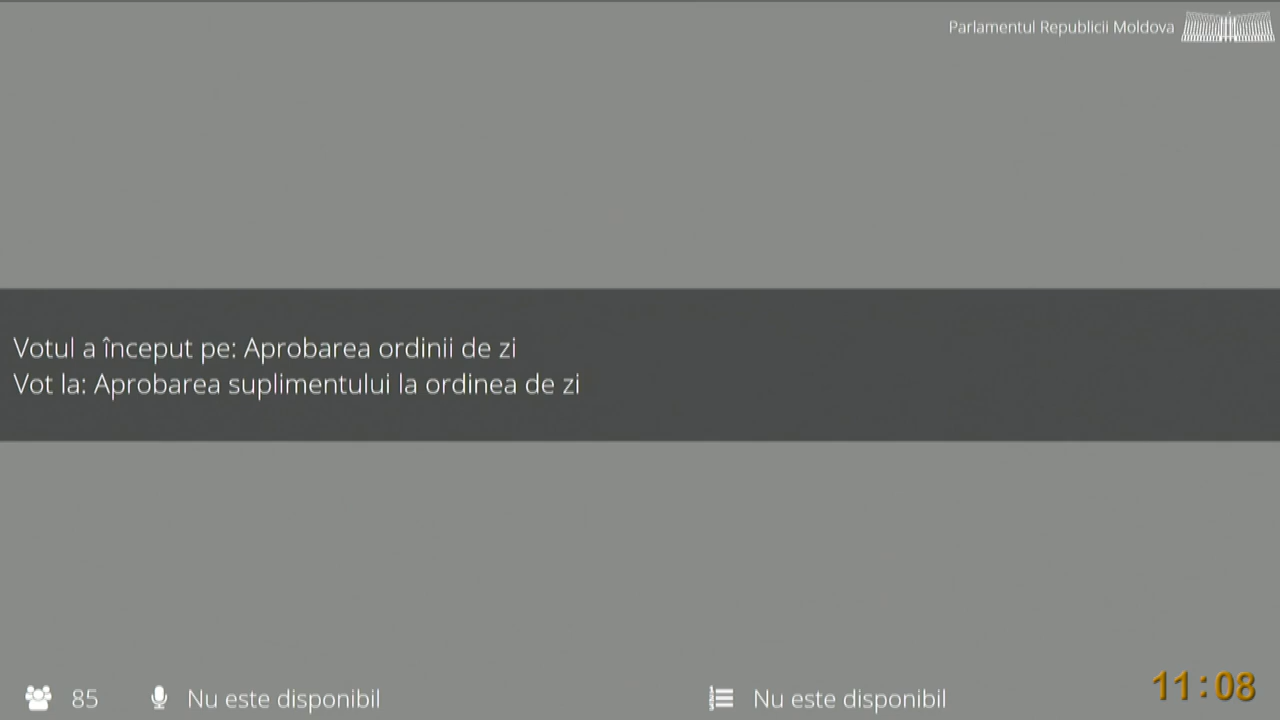 Parlamentul Republicii Moldova
Votul a început pe: Aprobarea ordinii de zi
Vot la: Aprobarea suplimentului la ordinea de zi
85 Nu este disponibil Nu este disponibil
11:08